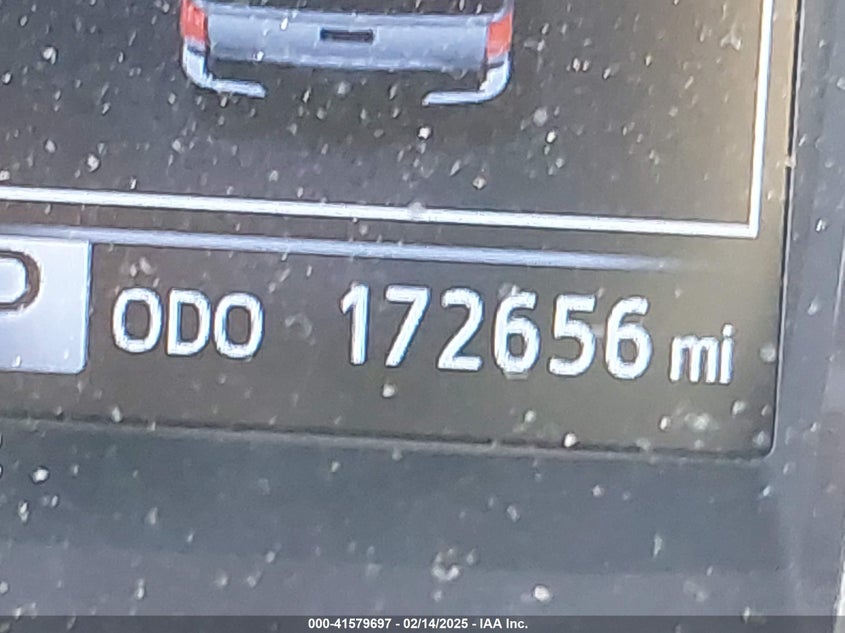 P
ODO 172656 mi
000-41579697 - 02/14/2025 - IAA Inc.